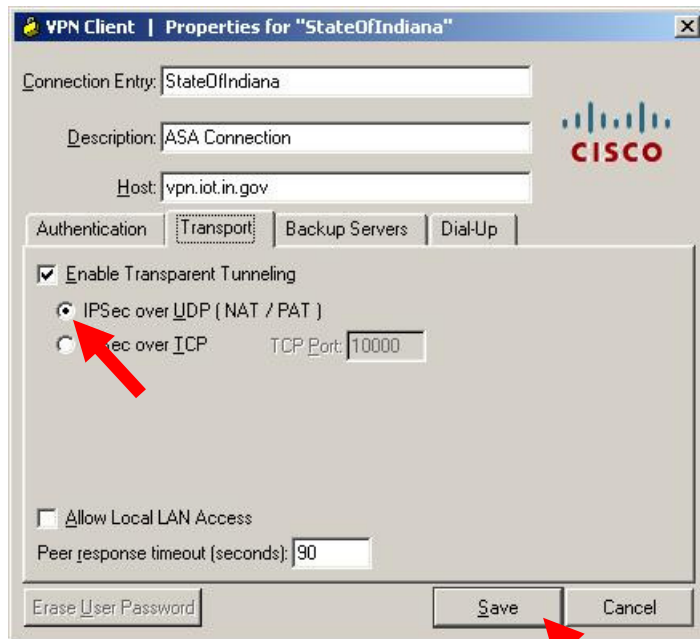 VPN Client | Properties for "StateOfIndiana"
Connection Entry: StateOfIndiana
Description: ASA Connection
CISCO
Host: vpn.iot.in.gov
Authentication Transport Backup Servers Dial-Up
Enable Transparent Tunneling
IPSec over UDP ( NAT / PAT )
ec over TCP TCP Port: 10000
Allow Local LAN Access
Peer response timeout (seconds): 90
Erase User Password Save Cancel